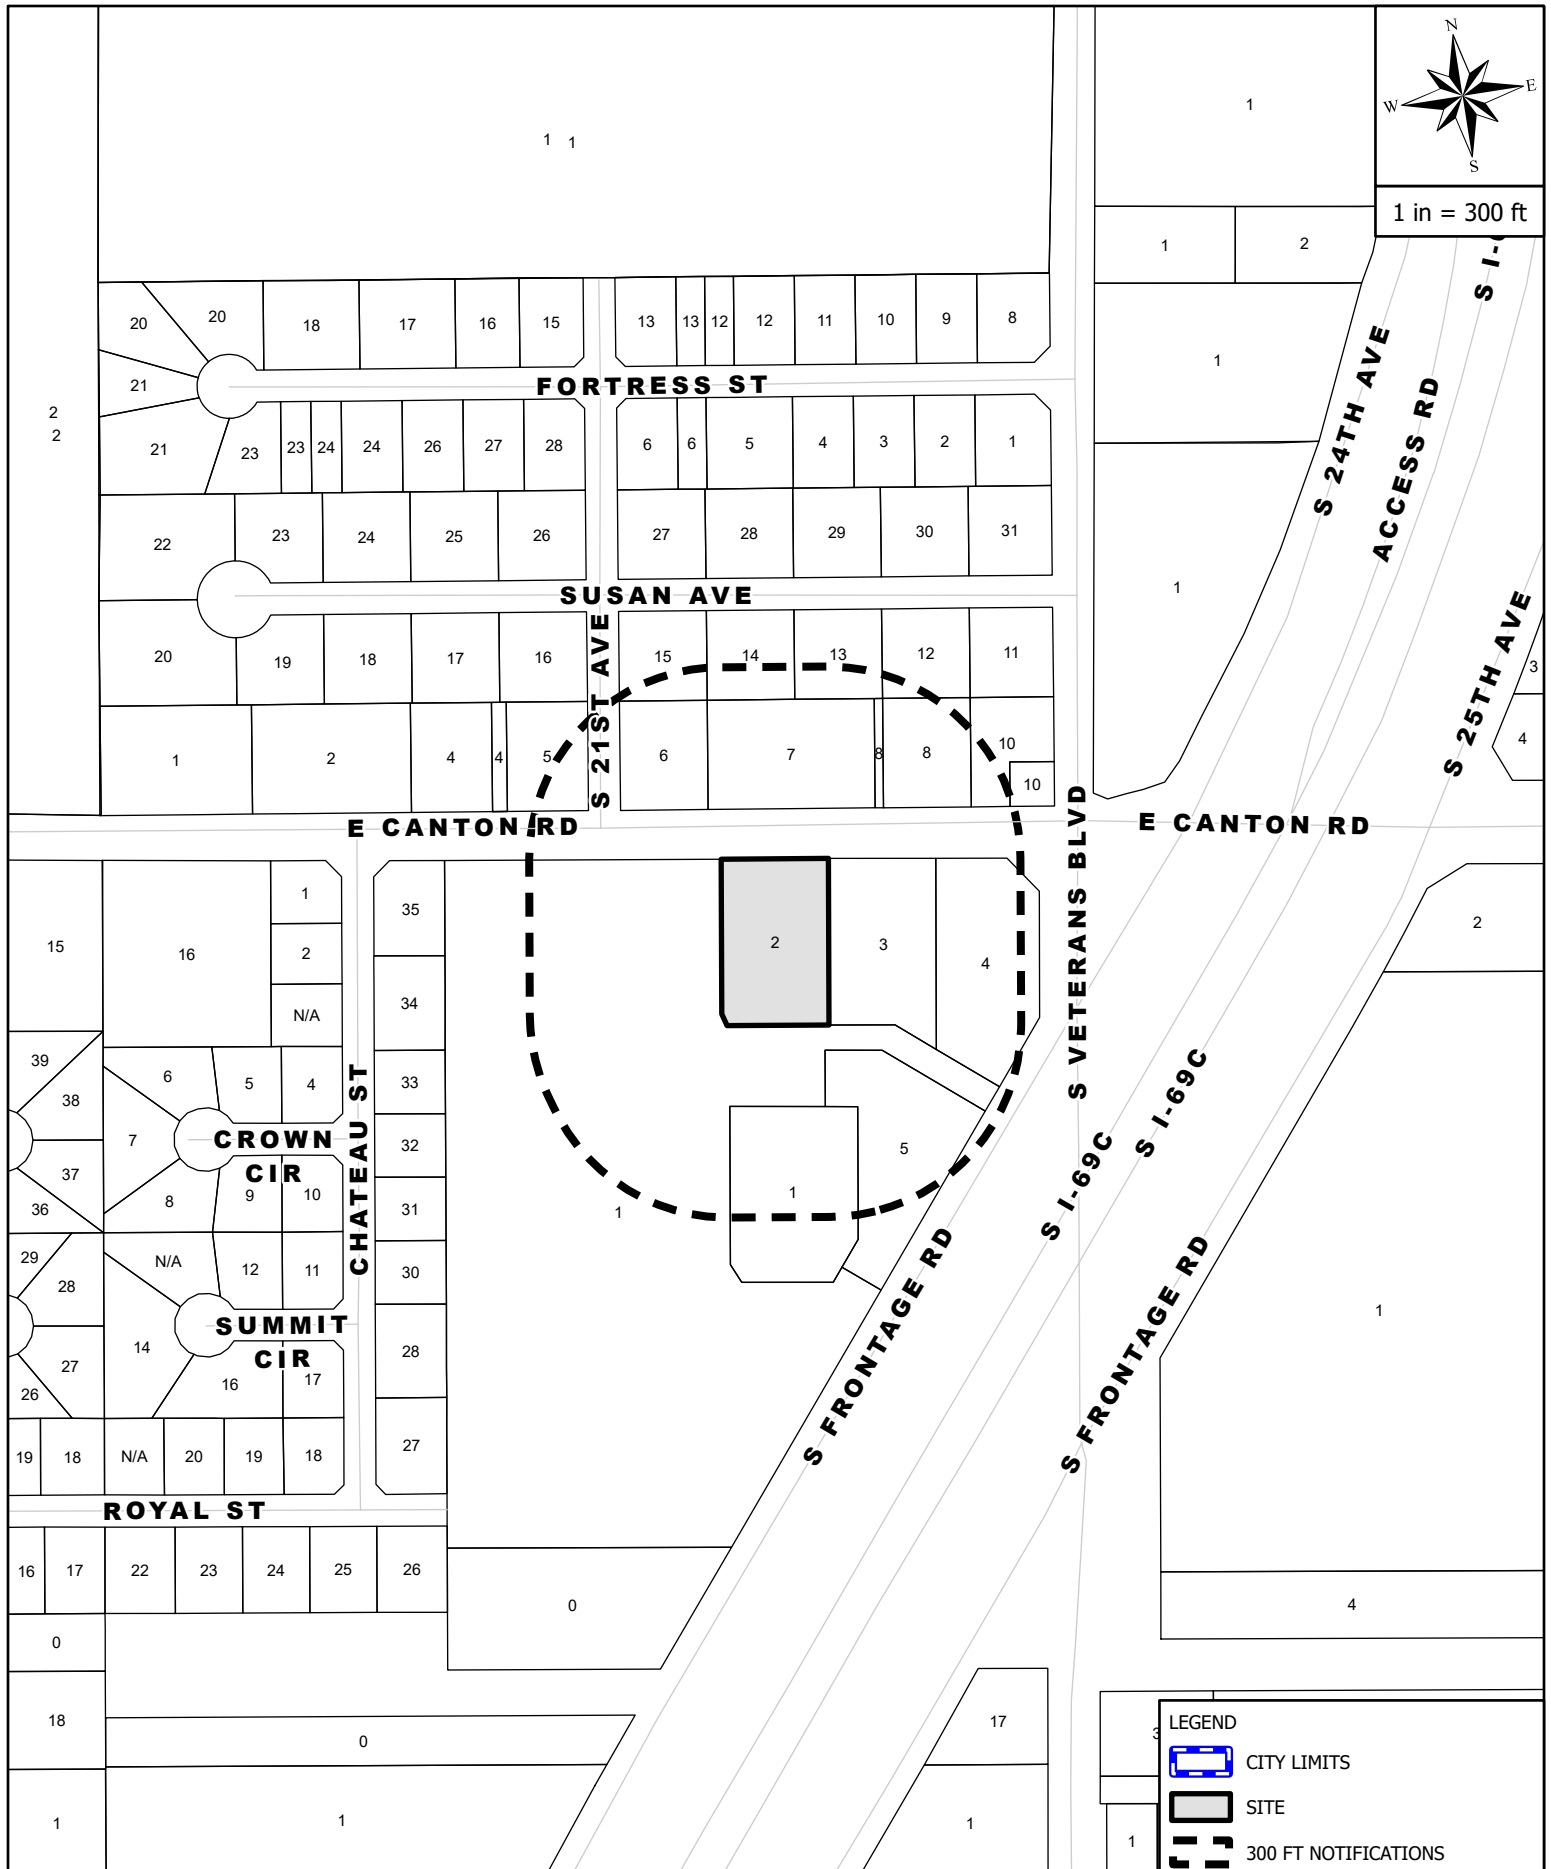 N
E
W
S
1 in = 300 ft
1
1 1
1 2
S I-
20 20 18 17 16 15 13 13 12 12 11 10 9 8
1
21
FORTRESS ST
S 24TH AVE
ACCESS RD
2
2
21 23 23 24 24 26 27 28 6 6 5 4 3 2 1
22 23 24 25 26 27 28 29 30 31
1
SUSAN AVE
20 19 18 17 16 15 14 13 12 11
S 21ST AVE
S 25TH AVE
3
4
1 2 4 4 5 6 7 8 8 10
10
E CANTON RD
E CANTON RD
S VETERANS BLVD
15 16 1 35
2
N/A
34
2 3 4
2
39
38
6 5 4 33
CHATEAU ST
7
CROWN
CIR
32
5
S I-69C
S I-69C
37
36
8 9 10 31
1
1
29
28
N/A 12 11 30
1
SUMMIT
CIR
27
26
14 16 17 28
S FRONTAGE RD
S FRONTAGE RD
19 18 N/A 20 19 18 27
ROYAL ST
16 17 22 23 24 25 26
0
4
0
18
0
17
3
1
1
1
1
LEGEND
CITY LIMITS
SITE
300 FT NOTIFICATIONS